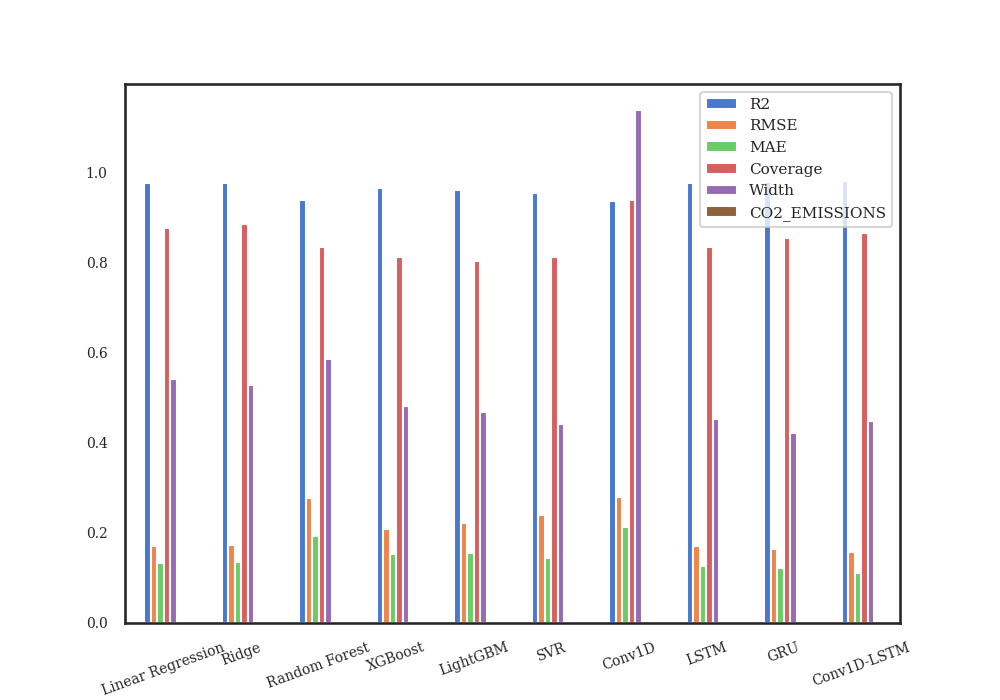 R2
RMSE
MAE
Coverage
Width
CO2_EMISSIONS
1.0
0.8
0.6
0.4
0.2
0.0
Linear Regression
Ridge
Random Forest
XGBoost
LightGBM
SVR
Conv1D
LSTM
GRU
Conv1D-LSTM